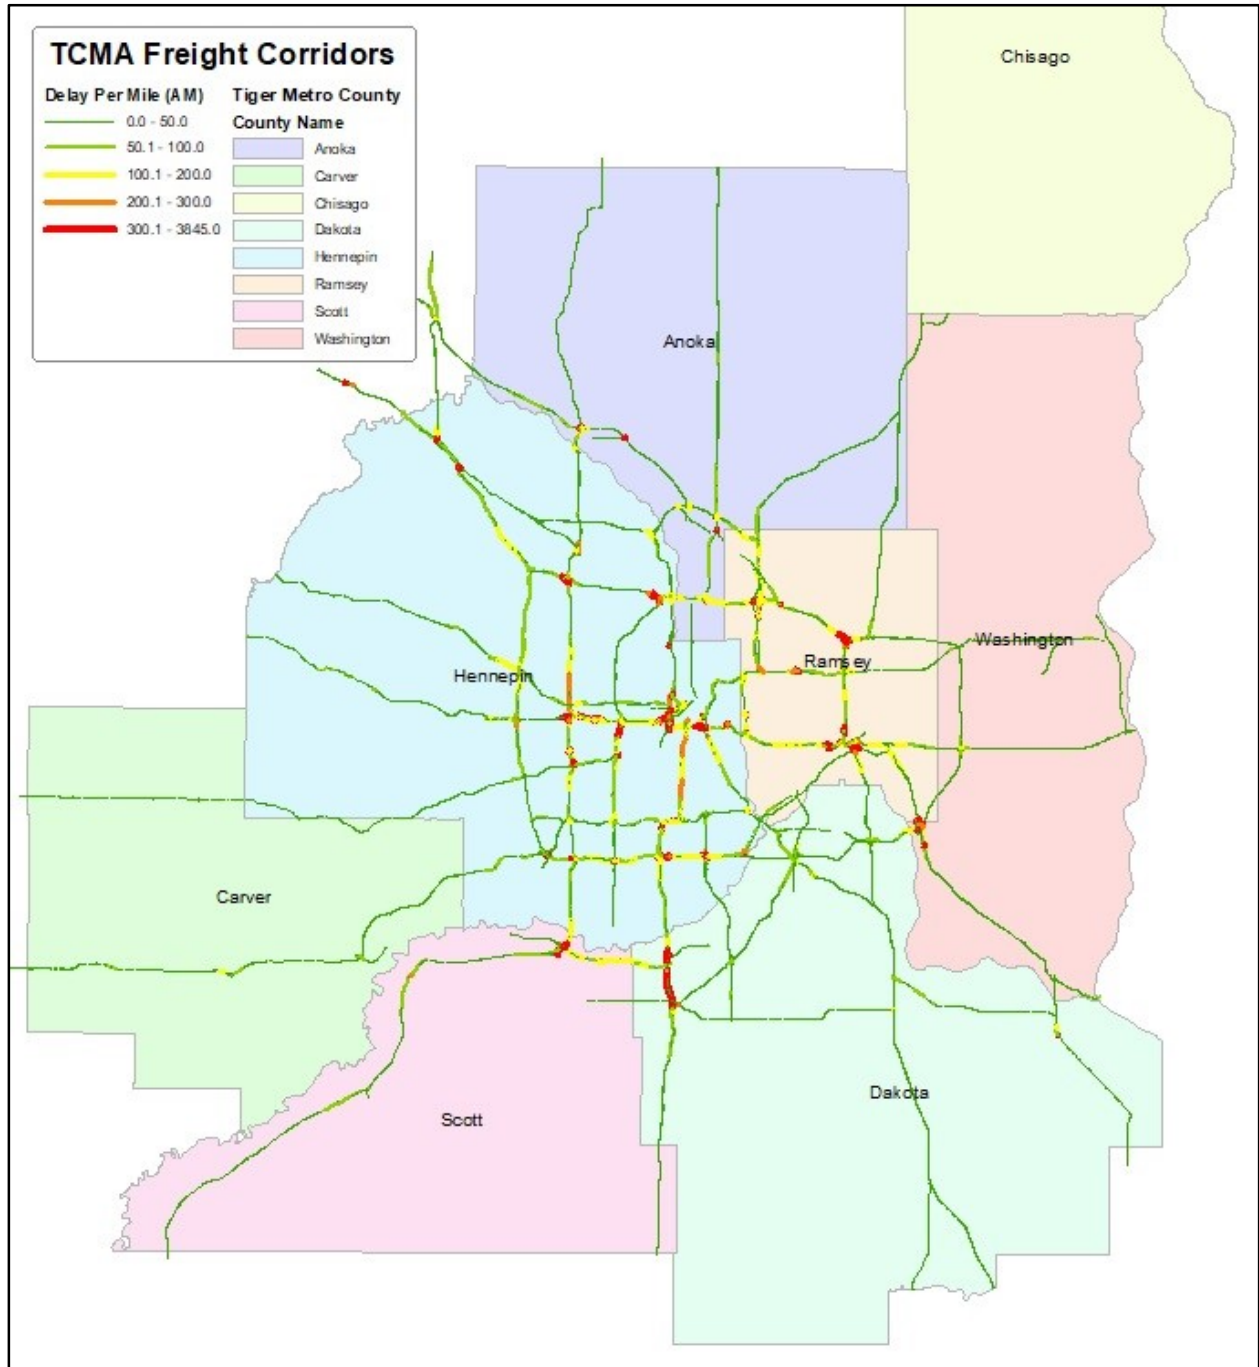 TCMA Freight Corridors
Delay Per Mile (AM)
0.0 - 50.0
50.1 - 100.0
100.1 - 200.0
200.1 - 300.0
300.1 - 3845.0
Tiger Metro County
County Name
Anoka
Carver
Chisago
Dakota
Hennepin
Ramsey
Scott
Washington
Chisago
Anoka
Washington
Ramsey
Hennepin
Carver
Dakota
Scott